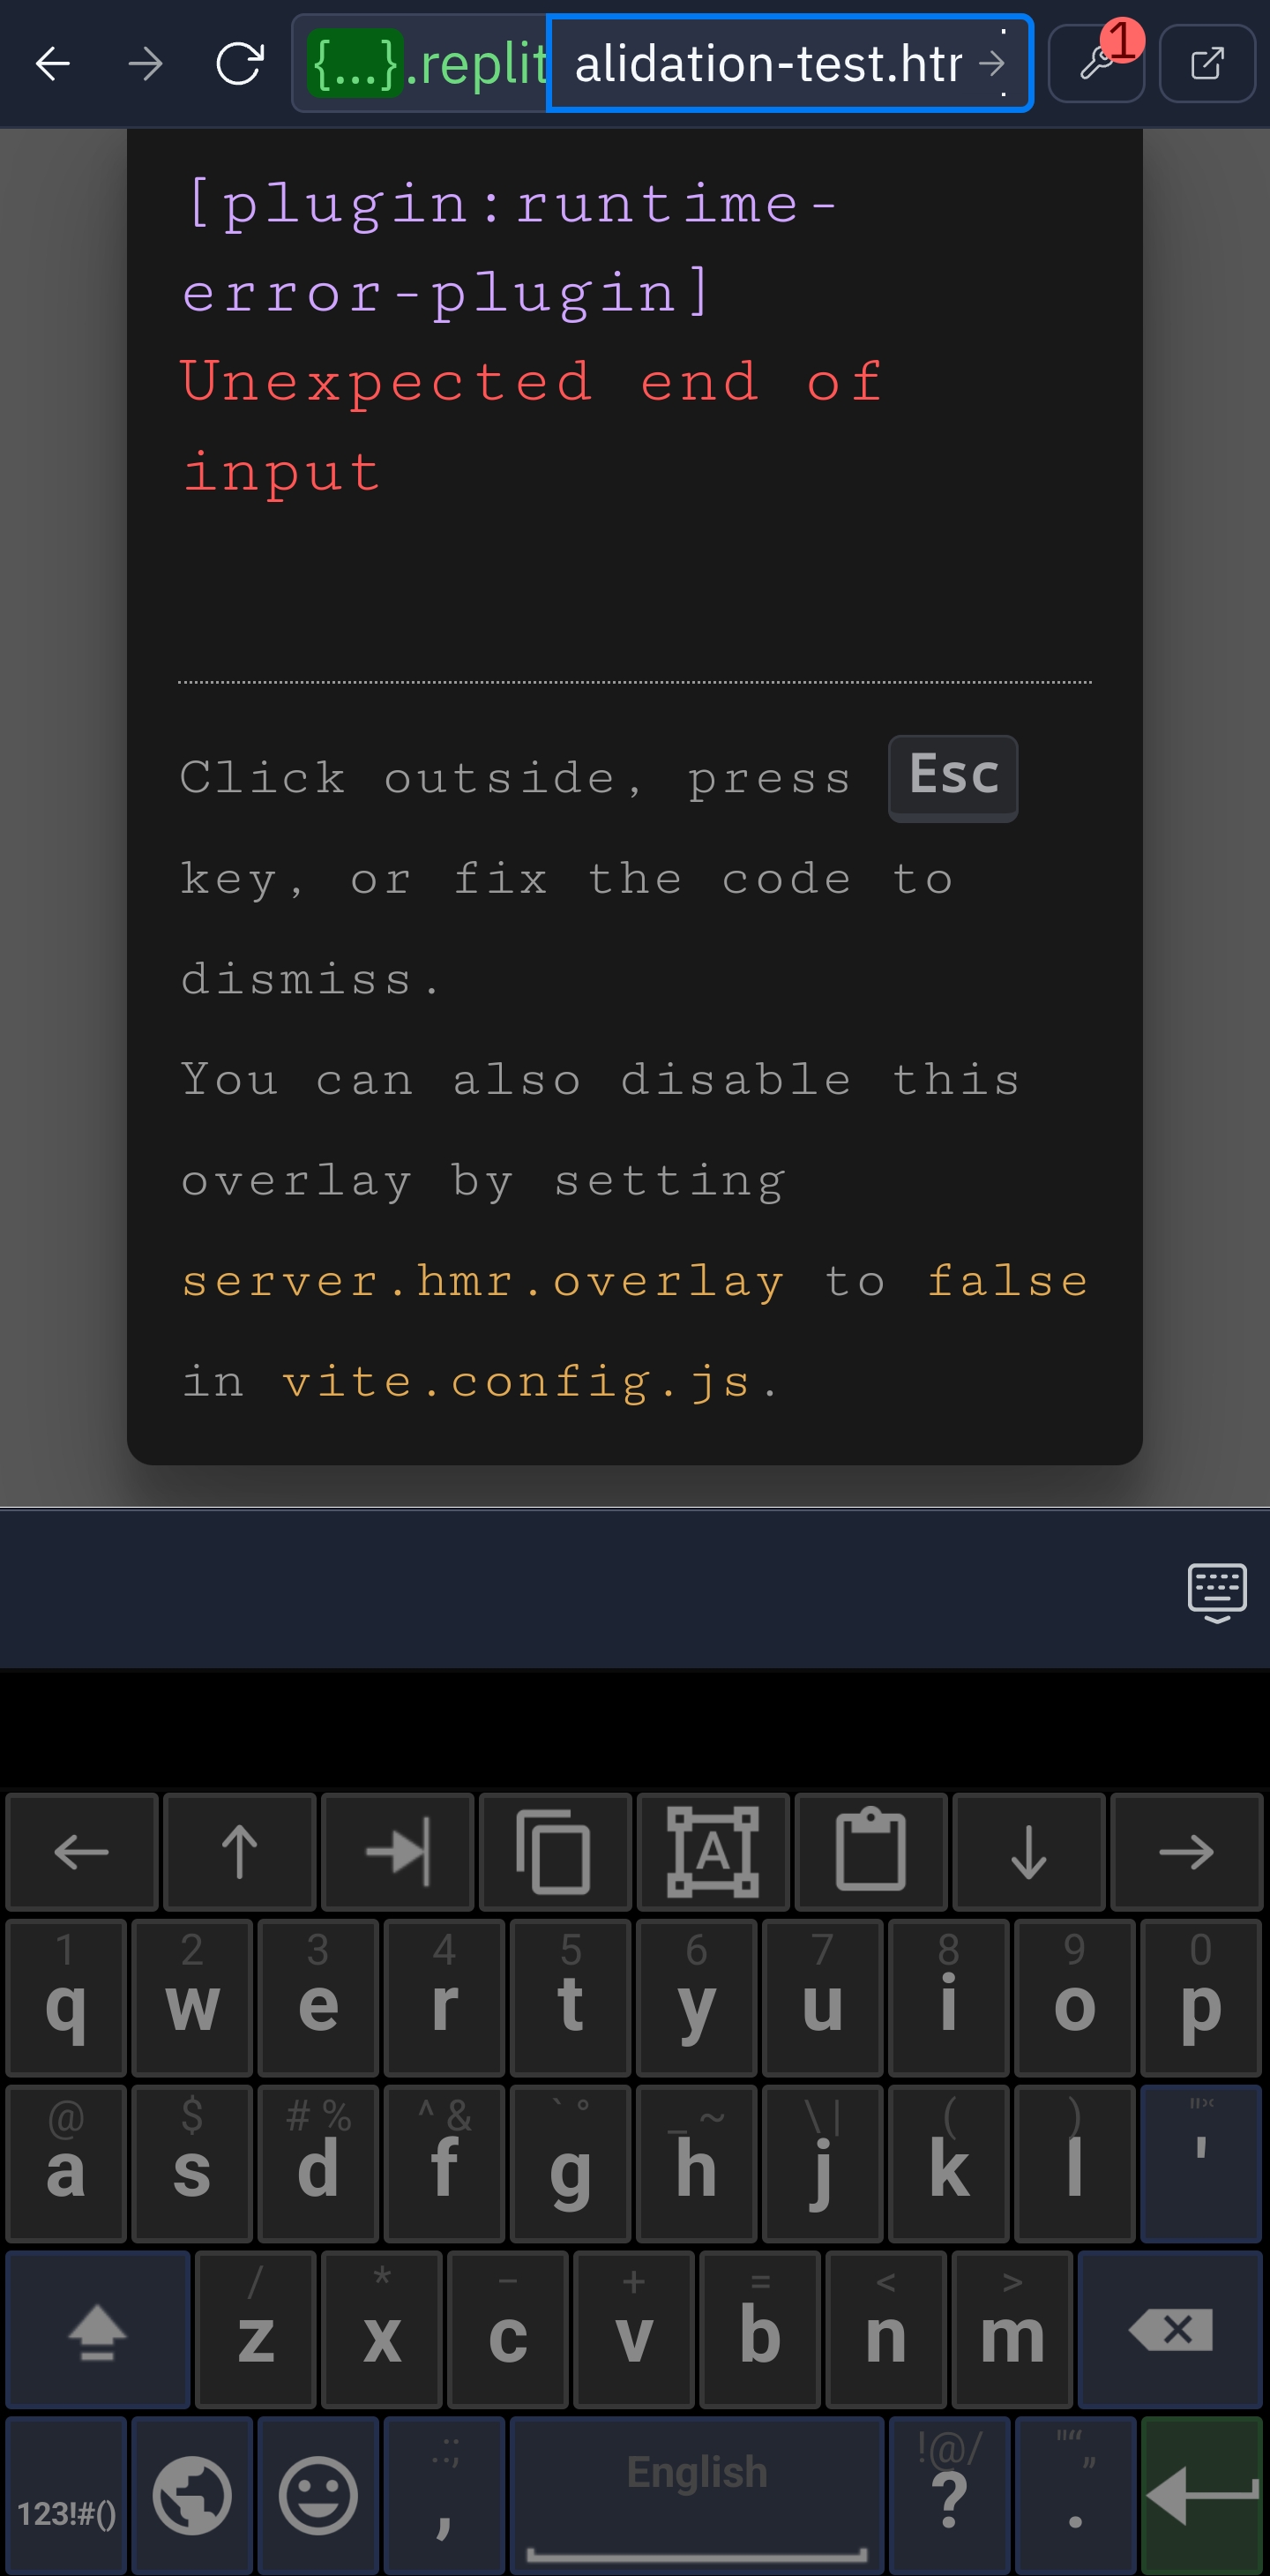 {...}.replit alidation-test.htr
1
[plugin:runtime-
error-plugin]
Unexpected end of
input
Click outside, press Esc
key, or fix the code to
dismiss.
You can also disable this
overlay by setting
server.hmr.overlay to false
in vite.config.js.
A
1 2 3 4 5 6 7 8 9 0
q w e r t y u i o p
@ $ # % ^ & ` ° _ ~ \ | ( )
a s d f g h j k l '
/ * − + = < >
z x c v b n m
.:; !@/ "“„
123!#() , English ? .